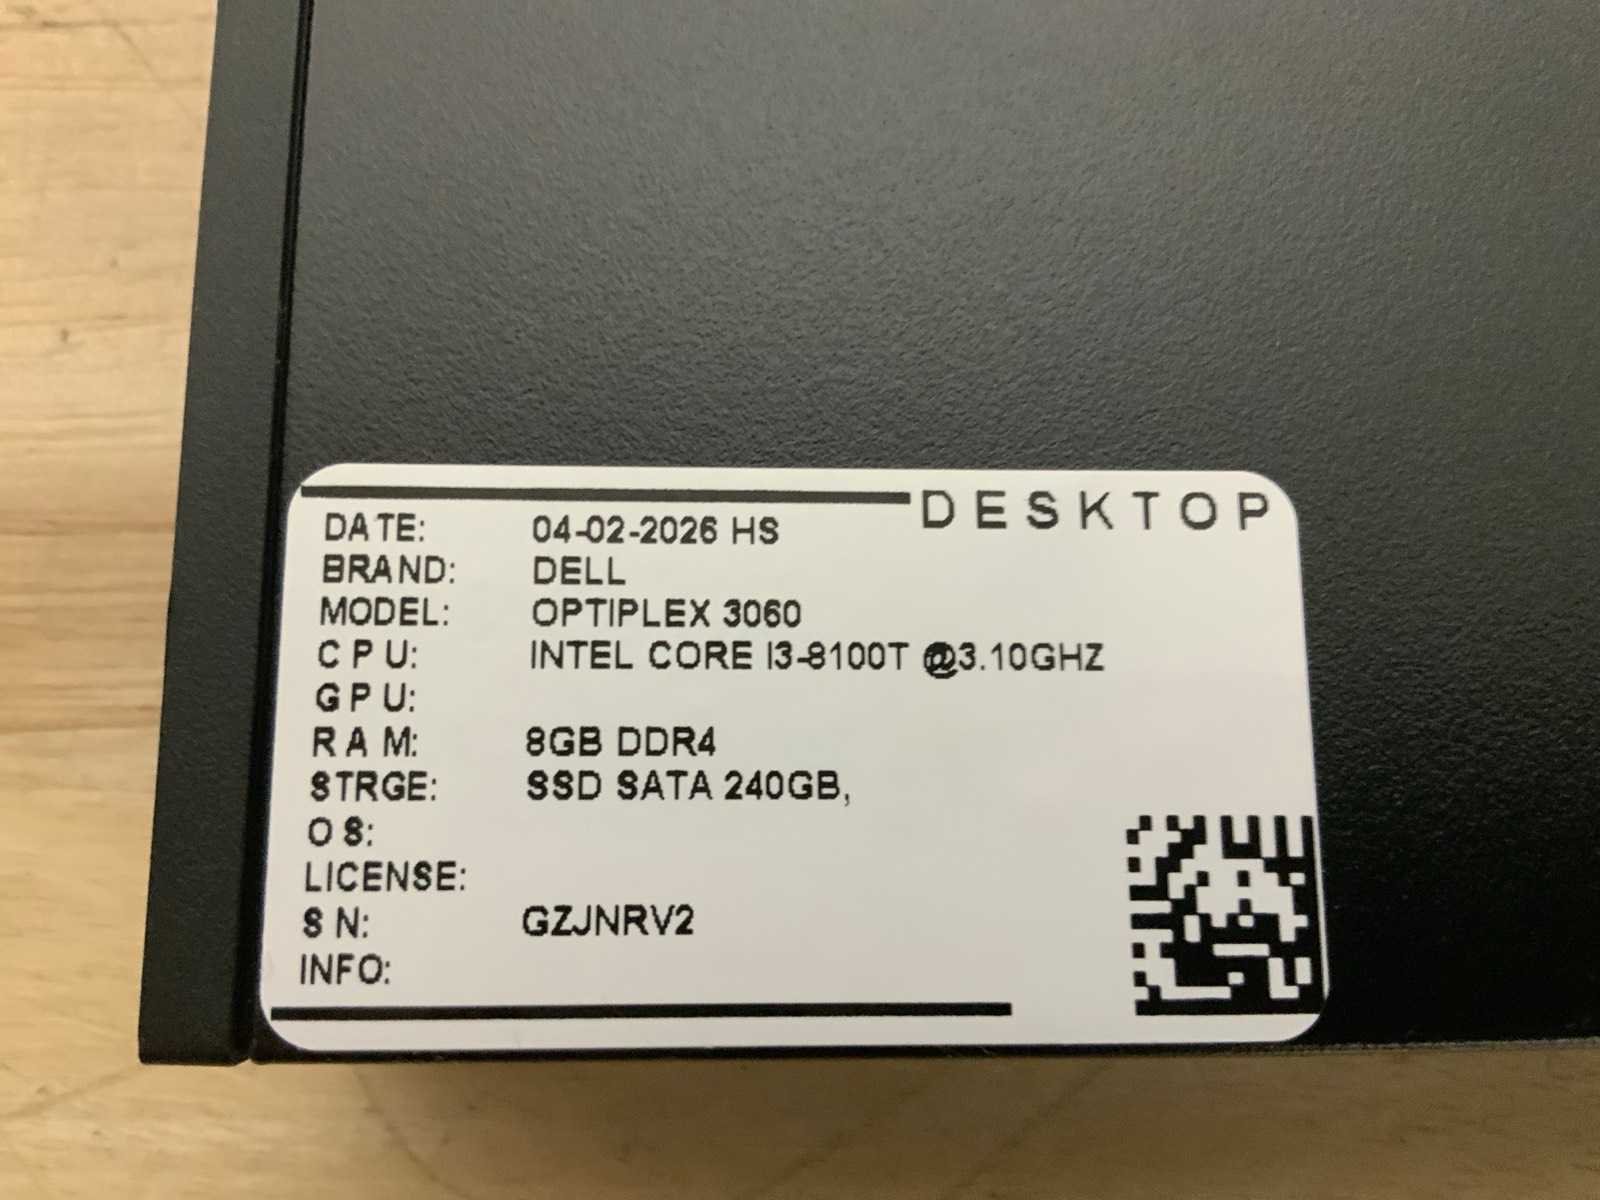 DESKTOP
DATE: 04-02-2026 HS
BRAND: DELL
MODEL: OPTIPLEX 3060
CPU: INTEL CORE I3-8100T @3.10GHZ
GPU:
RAM: 8GB DDR4
STRGE: SSD SATA 240GB,
OS:
LICENSE:
SN: GZJNRV2
INFO: